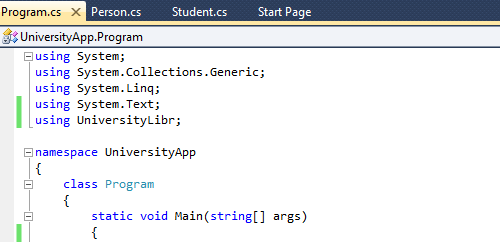 Program.cs Person.cs Student.cs Start Page
UniversityApp.Program
using System;
using System.Collections.Generic;
using System.Linq;
using System.Text;
using UniversityLibr;
namespace UniversityApp
{
class Program
{
static void Main(string[] args)
{